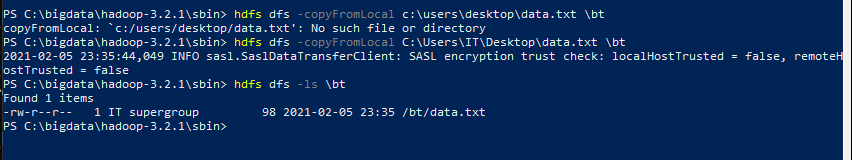 PS C:\bigdata\hadoop-3.2.1\sbin> hdfs dfs -copyFromLocal c:\users\desktop\data.txt \bt
copyFromLocal: `c:/users/desktop/data.txt': No such file or directory
PS C:\bigdata\hadoop-3.2.1\sbin> hdfs dfs -copyFromLocal C:\Users\IT\Desktop\data.txt \bt
2021-02-05 23:35:44,049 INFO sasl.SaslDataTransferClient: SASL encryption trust check: localHostTrusted = false, remoteH
ostTrusted = false
PS C:\bigdata\hadoop-3.2.1\sbin> hdfs dfs -ls \bt
Found 1 items
-rw-r--r--   1 IT supergroup         98 2021-02-05 23:35 /bt/data.txt
PS C:\bigdata\hadoop-3.2.1\sbin>